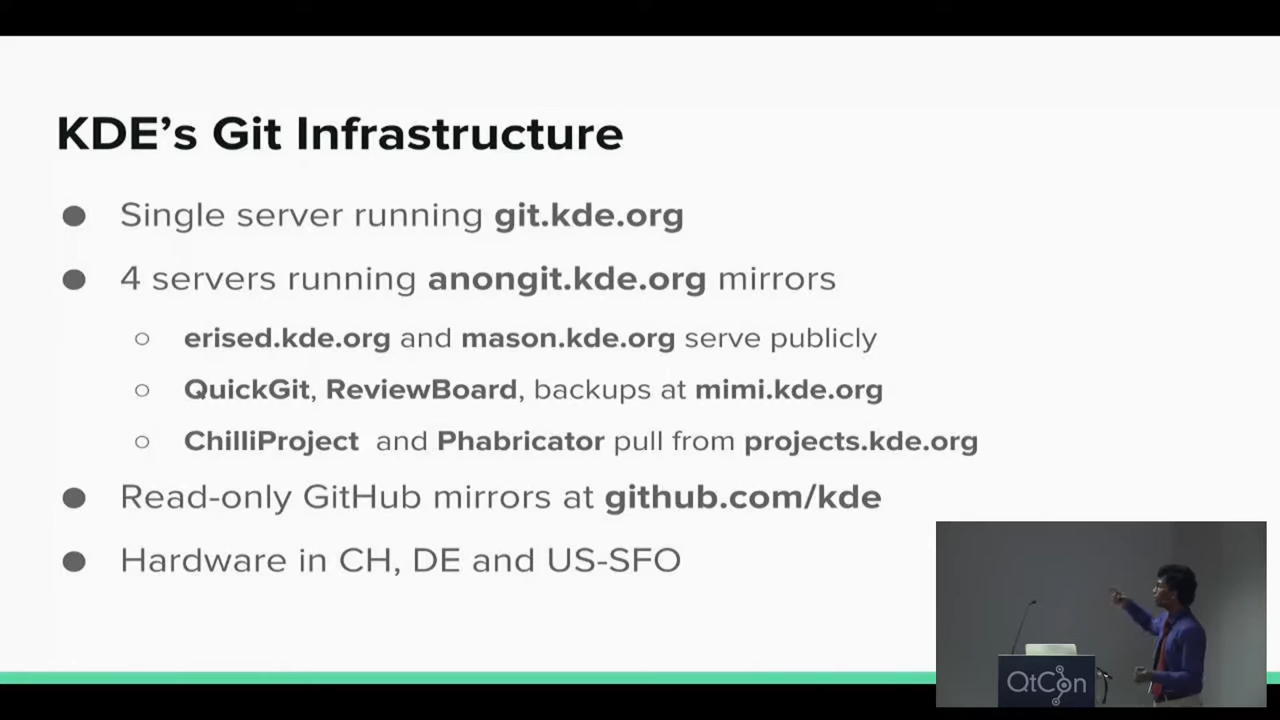 KDE’s Git Infrastructure
● Single server running git.kde.org
● 4 servers running anongit.kde.org mirrors
○ erised.kde.org and mason.kde.org serve publicly
○ QuickGit, ReviewBoard, backups at mimi.kde.org
○ ChilliProject and Phabricator pull from projects.kde.org
● Read-only GitHub mirrors at github.com/kde
● Hardware in CH, DE and US-SFO
QtCon